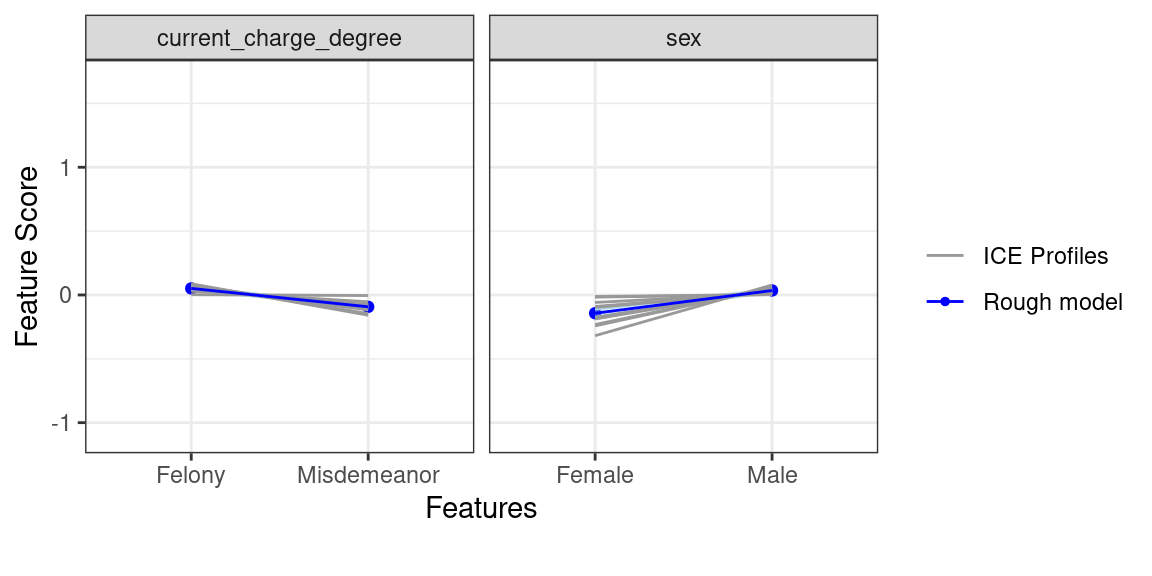 current_charge_degree
sex
Feature Score
1
0
-1
Felony
Misdemeanor
Female
Male
Features
ICE Profiles
Rough model